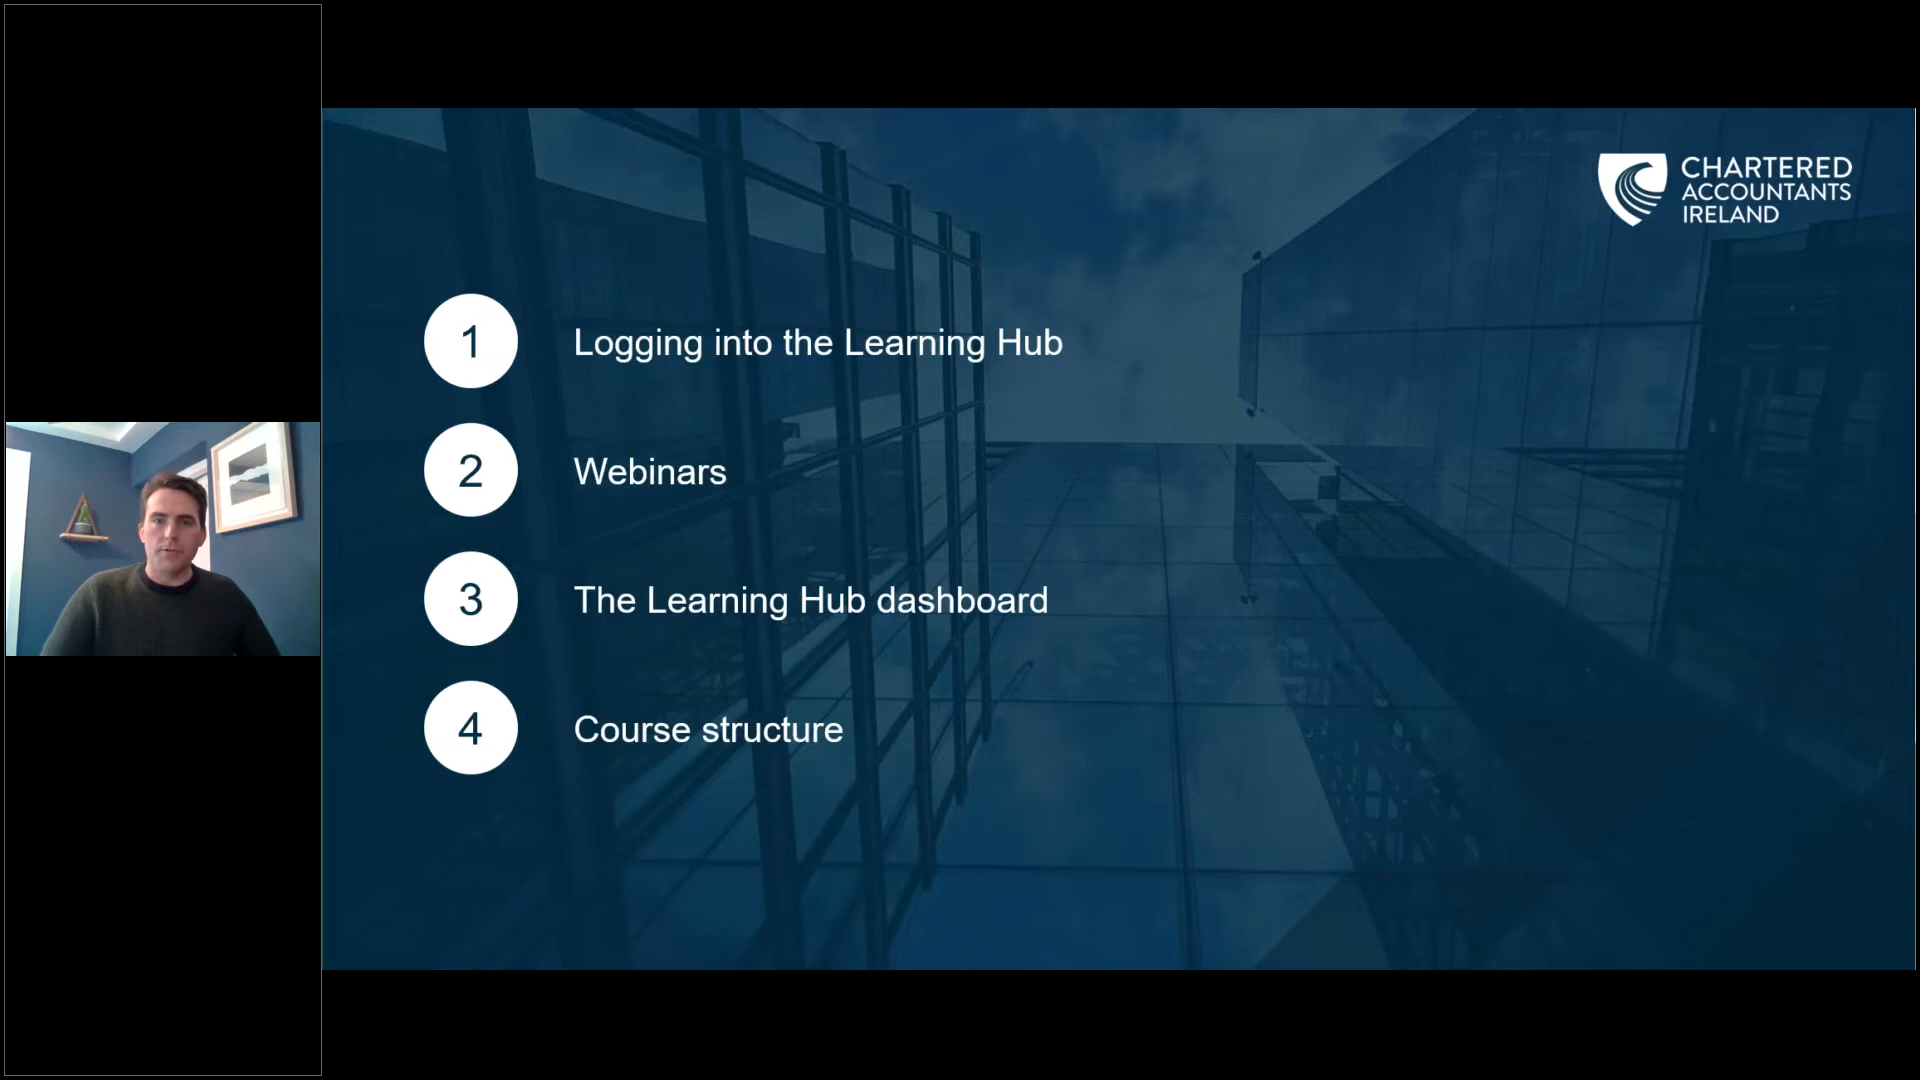 CHARTERED
ACCOUNTANTS
IRELAND
1 Logging into the Learning Hub
2 Webinars
3 The Learning Hub dashboard
4 Course structure